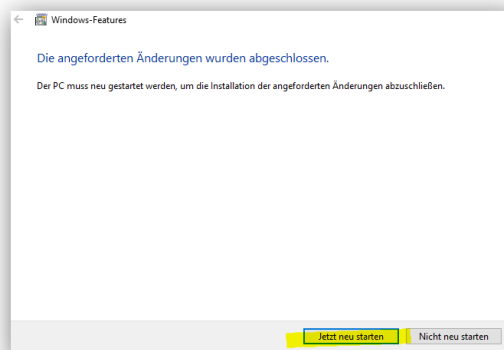 Windows-Features
Die angeforderten Änderungen wurden abgeschlossen.
Der PC muss neu gestartet werden, um die Installation der angeforderten Änderungen abzuschließen.
Jetzt neu starten Nicht neu starten